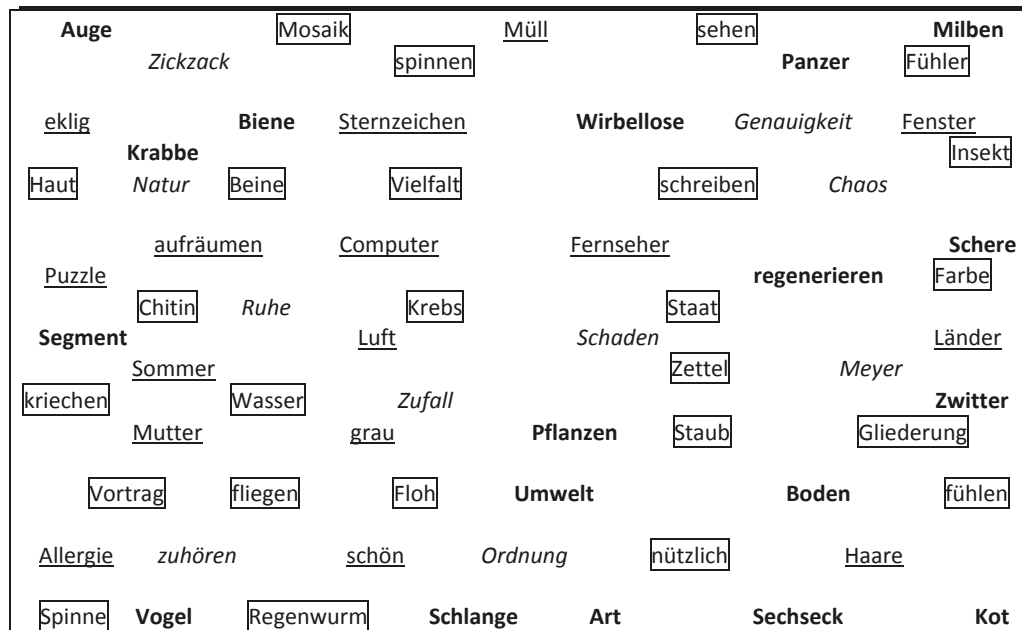 Auge Mosaik Müll sehen Milben
Zickzack spinnen Panzer Fühler
eklig Biene Sternzeichen Wirbellose Genauigkeit Fenster
Krabbe Insekt
Haut Natur Beine Vielfalt schreiben Chaos
aufräumen Computer Fernseher Schere
Puzzle regenerieren Farbe
Chitin Ruhe Krebs Staat
Segment Luft Schaden Länder
Sommer Zettel Meyer
kriechen Wasser Zufall Zwitter
Mutter grau Pflanzen Staub Gliederung
Vortrag fliegen Floh Umwelt Boden fühlen
Allergie zuhören schön Ordnung nützlich Haare
Spinne Vogel Regenwurm Schlange Art Sechseck Kot